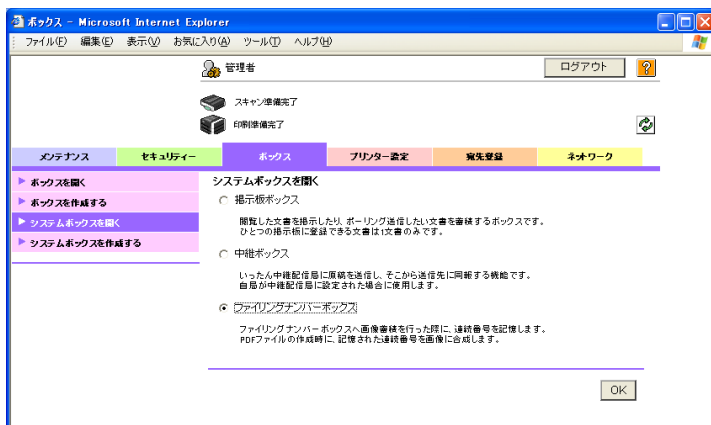 ボックス - Microsoft Internet Explorer
ファイル(F) 編集(E) 表示(V) お気に入り(A) ツール(T) ヘルプ(H)
管理者
ログアウト
?
スキャン準備完了
印刷準備完了
メンテナンス セキュリティー ボックス プリンター設定 宛先登録 ネットワーク
ボックスを開く
ボックスを作成する
システムボックスを開く
システムボックスを作成する
システムボックスを開く
掲示板ボックス
閲覧した文書を掲示したり、ポーリング送信したい文書を蓄積するボックスです。
ひとつの掲示板に登録できる文書は1文書のみです。
中継ボックス
いったん中継配信局に原稿を送信し、そこから送信先に同報する機能です。
自局が中継配信局に設定された場合に使用します。
ファイリングナンバーボックス
ファイリングナンバーボックスへ画像蓄積を行った際に、連続番号を記憶します。
PDFファイルの作成時に、記憶された連続番号を画像に合成します。
OK